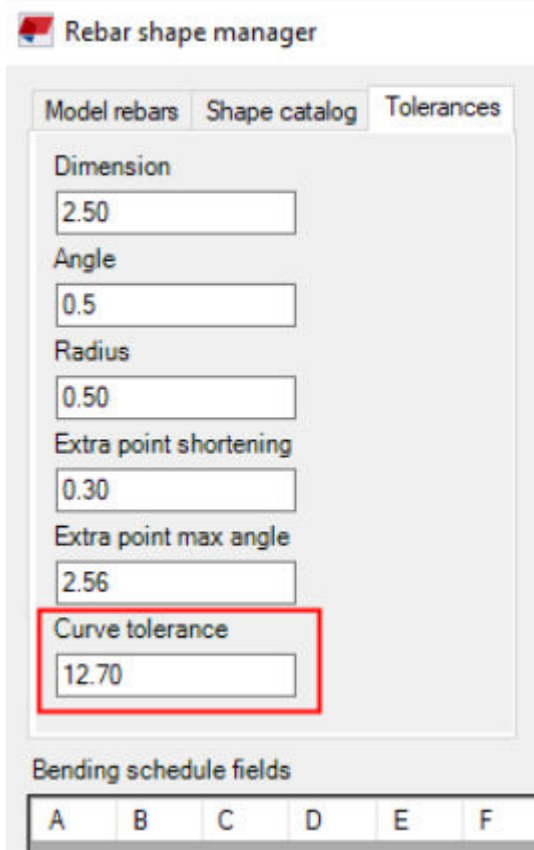 Rebar shape manager
Model rebars Shape catalog Tolerances
Dimension
2.50
Angle
0.5
Radius
0.50
Extra point shortening
0.30
Extra point max angle
2.56
Curve tolerance
12.70
Bending schedule fields
A B C D E F